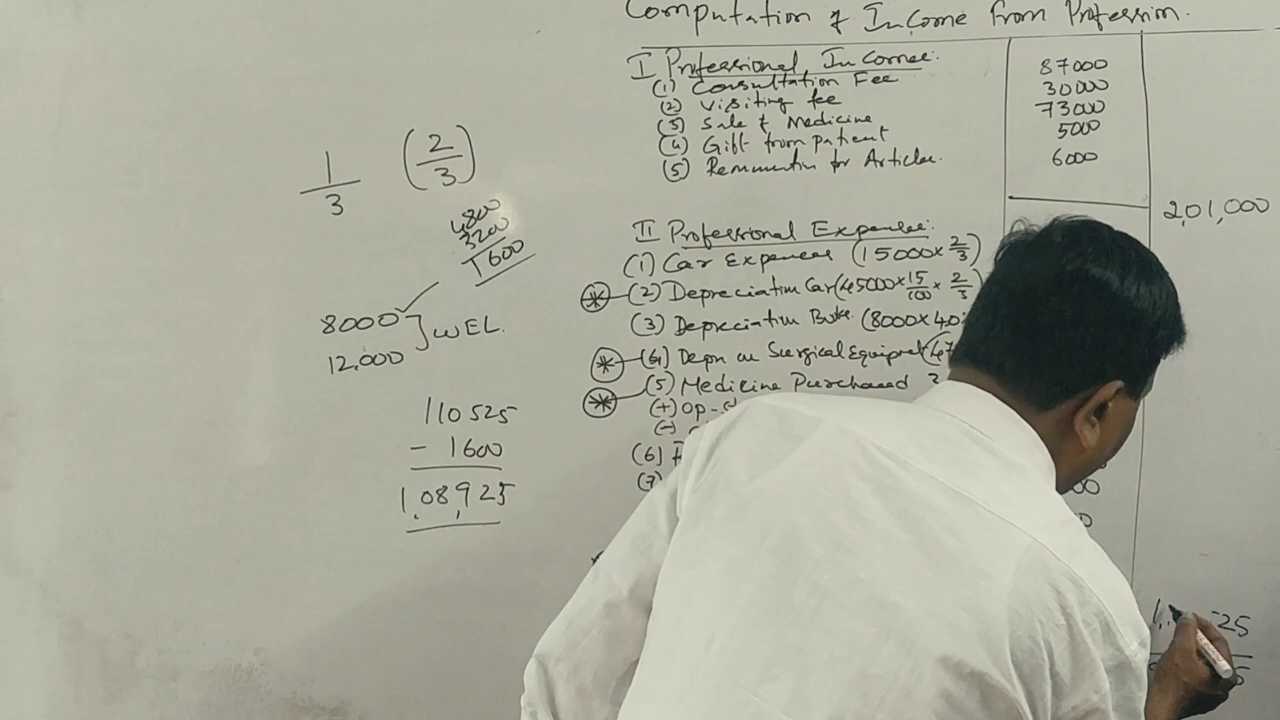 Computation of Income from Profession.
I Professional Income:
(1) Consultation Fee 87000
(2) Visiting fee 30000
(3) Sale of Medicine 73000
(4) Gift from patient 5000
(5) for Article. 6000
2,01,000
II Professional Expenses:
(1) Car Expenses (15000×2/3)
(2) Depreciation Car (45000×15/100×2/3)
(3) Depreciation (8000×40
(4) Depn on Surgical Equipment (
(5) Medicine Purchased
(+) Op-
(-)
(6)
(7)
25
1/3 (2/3)
4800
3200
1600
8000
12,000 } WEL.
110525
- 1600
1,08,925